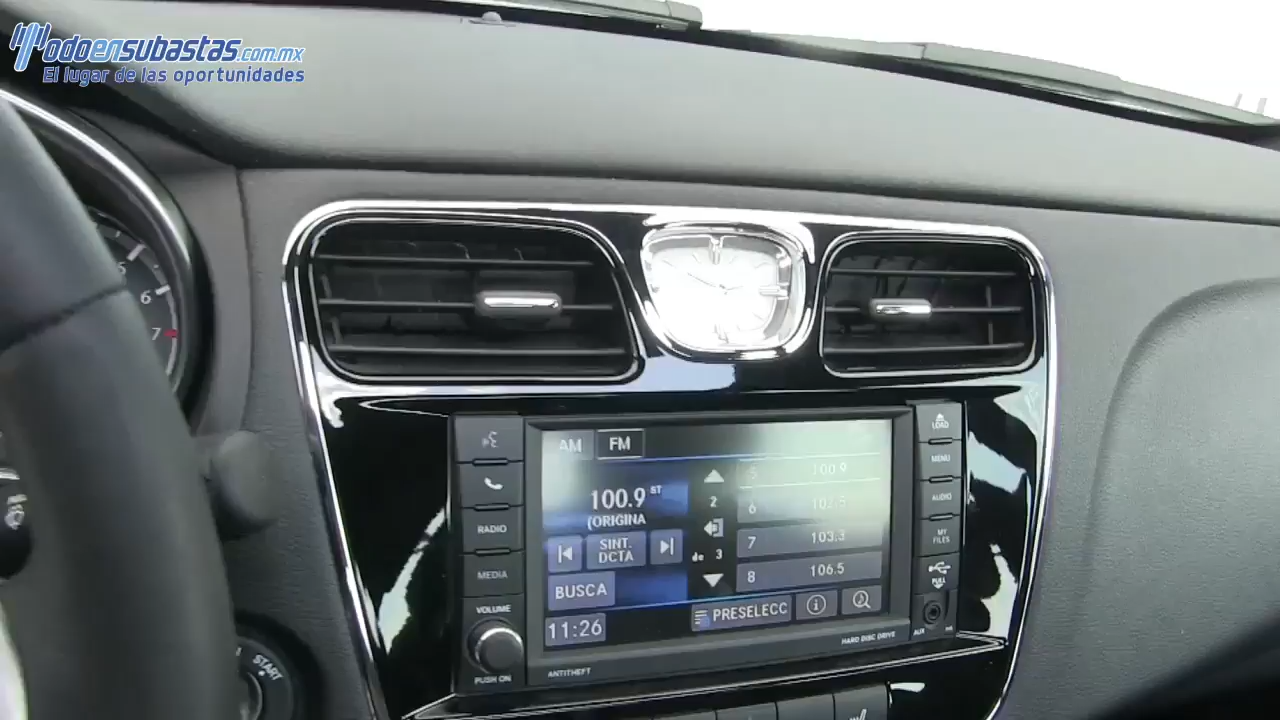 Todoensubastas.com.mx
El lugar de las oportunidades
6
7
START
RADIO
MEDIA
VOLUME
PUSH ON
AM FM
100.9 ST
(ORIGINA
SINT. DCTA
BUSCA
11:26
2
de 3
5 100.9
6 102.5
7 103.3
8 106.5
PRESELECC
ANTITHEFT
HARD DISC DRIVE
LOAD
MENU
AUDIO
MY FILES
PULL
AUX